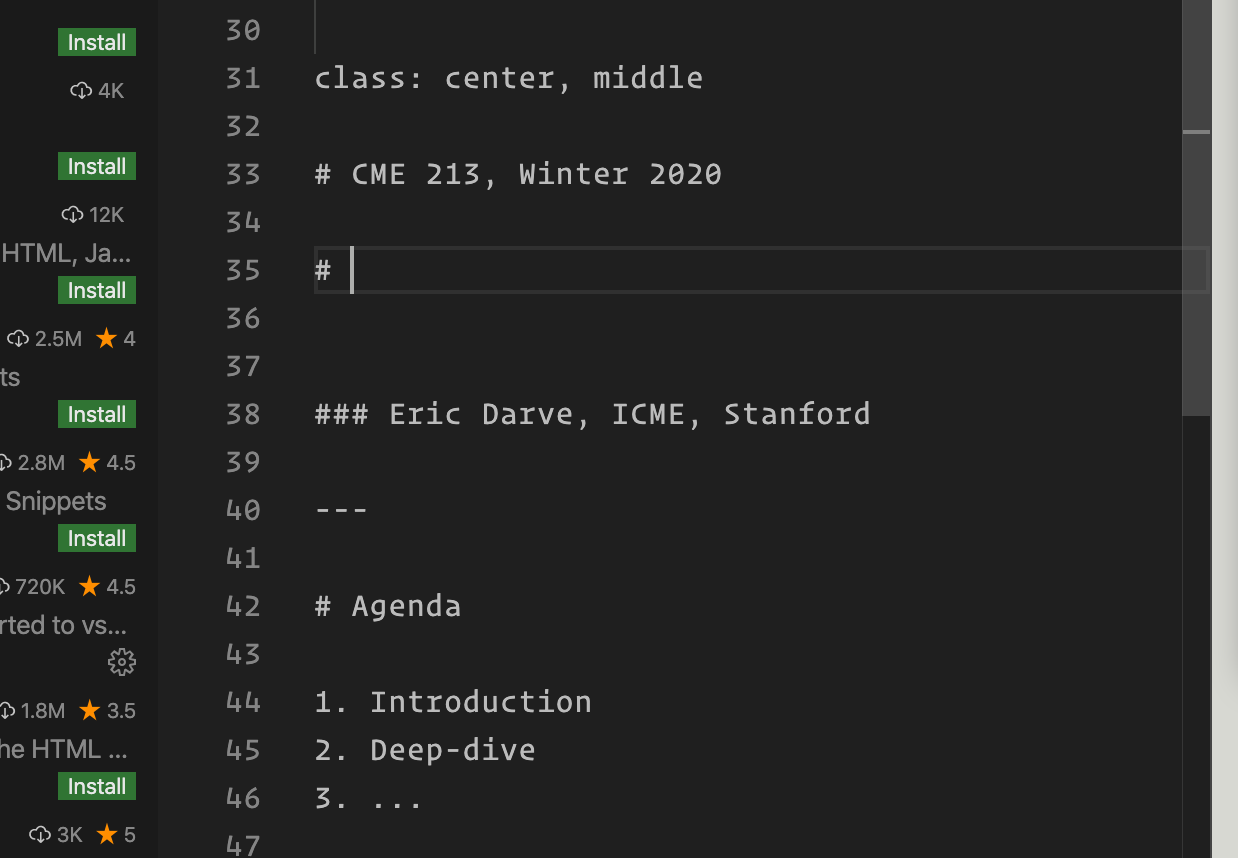 Install
4K
Install
12K
HTML, Ja...
Install
2.5M ★ 4
ts
Install
2.8M ★ 4.5
Snippets
Install
720K ★ 4.5
rted to vs...
1.8M ★ 3.5
he HTML ...
Install
3K ★ 5
30
31 class: center, middle
32
33 # CME 213, Winter 2020
34
35 #
36
37
38 ### Eric Darve, ICME, Stanford
39
40 ---
41
42 # Agenda
43
44 1. Introduction
45 2. Deep-dive
46 3. ...
47